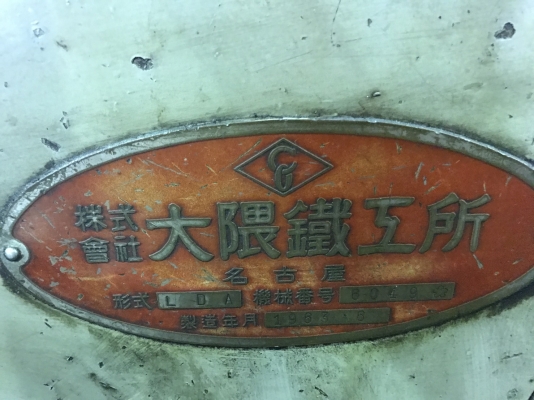 株式
會社 大隈鐵工所
名古屋
形式 LDA 機械番号
製造年月